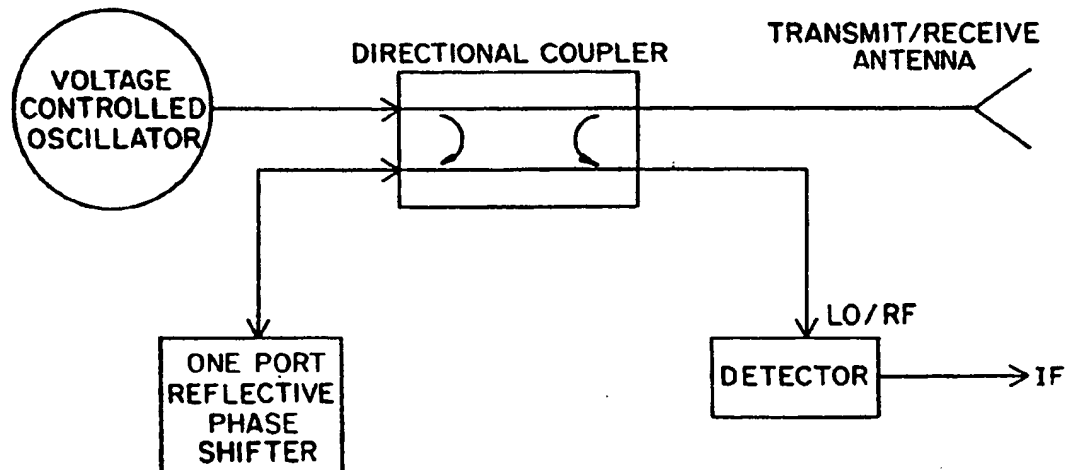 VOLTAGE
CONTROLLED
OSCILLATOR
DIRECTIONAL COUPLER
TRANSMIT/RECEIVE
ANTENNA
ONE PORT
REFLECTIVE
PHASE
SHIFTER
LO/RF
DETECTOR
IF